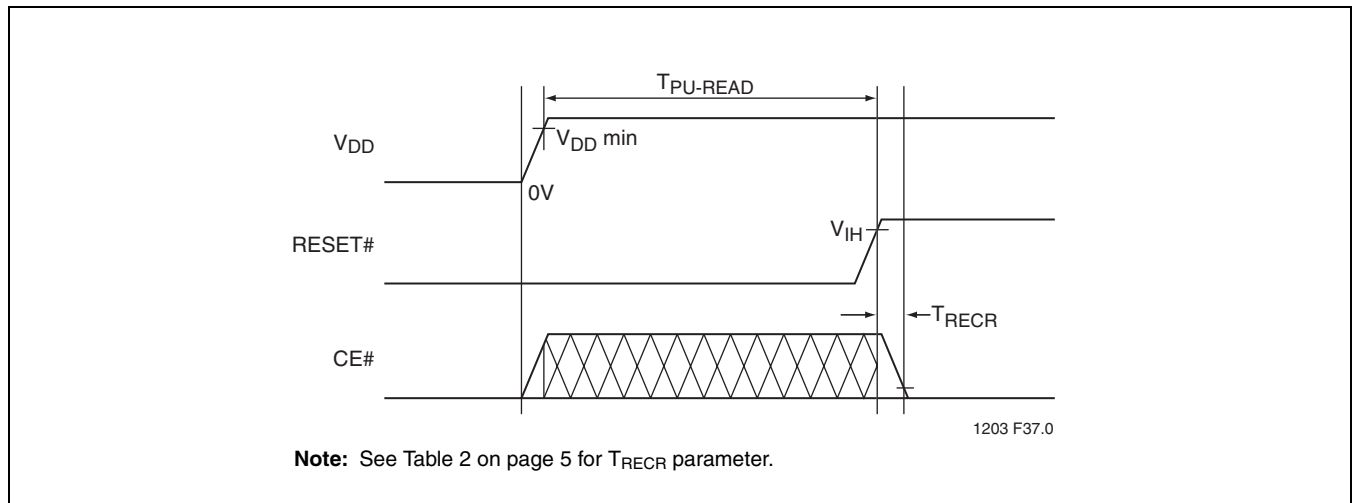 TPU-READ
VDD
VDD min
0V
VIH
RESET#
TRECR
CE#
1203 F37.0
Note: See Table 2 on page 5 for TRECR parameter.